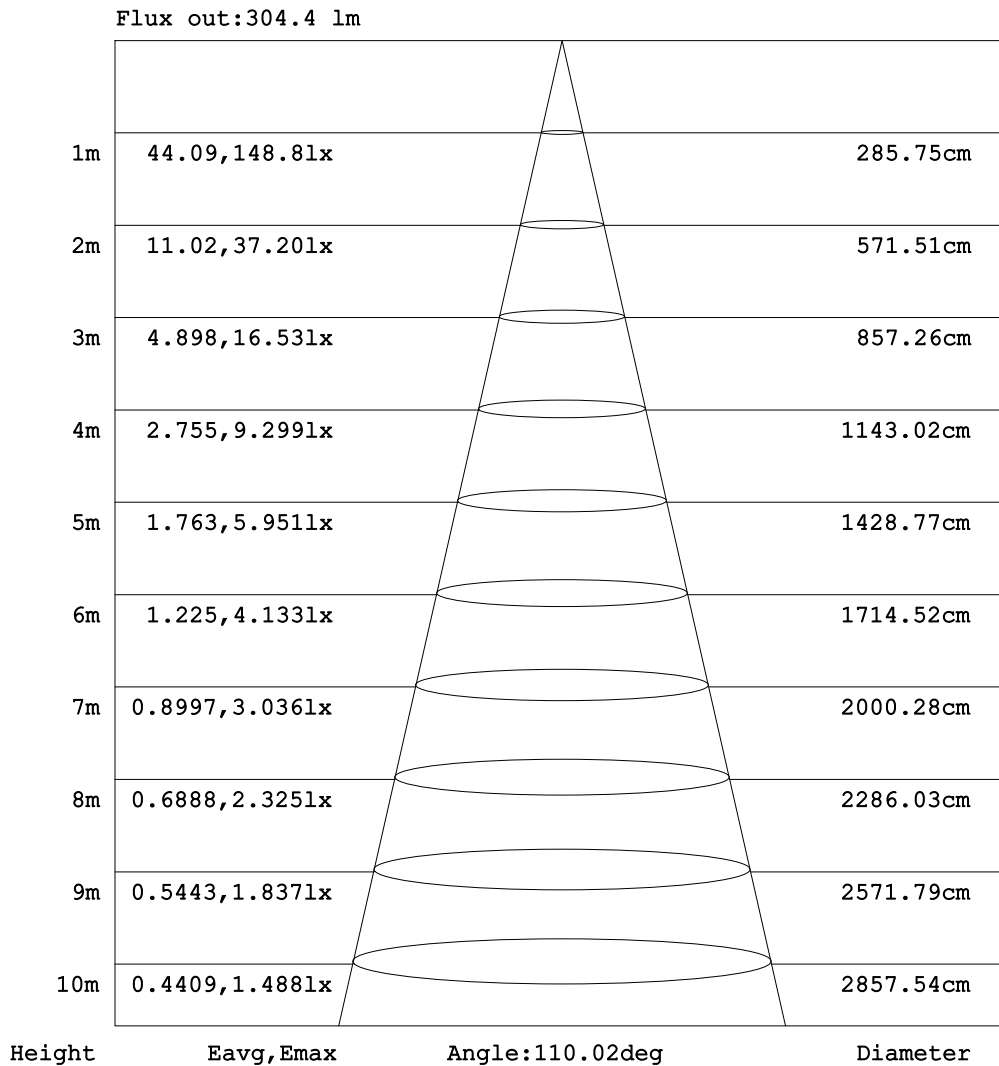 Flux out:304.4 lm
1m 44.09,148.8lx 285.75cm
2m 11.02,37.20lx 571.51cm
3m 4.898,16.53lx 857.26cm
4m 2.755,9.299lx 1143.02cm
5m 1.763,5.951lx 1428.77cm
6m 1.225,4.133lx 1714.52cm
7m 0.8997,3.036lx 2000.28cm
8m 0.6888,2.325lx 2286.03cm
9m 0.5443,1.837lx 2571.79cm
10m 0.4409,1.488lx 2857.54cm
Height Eavg,Emax Angle:110.02deg Diameter